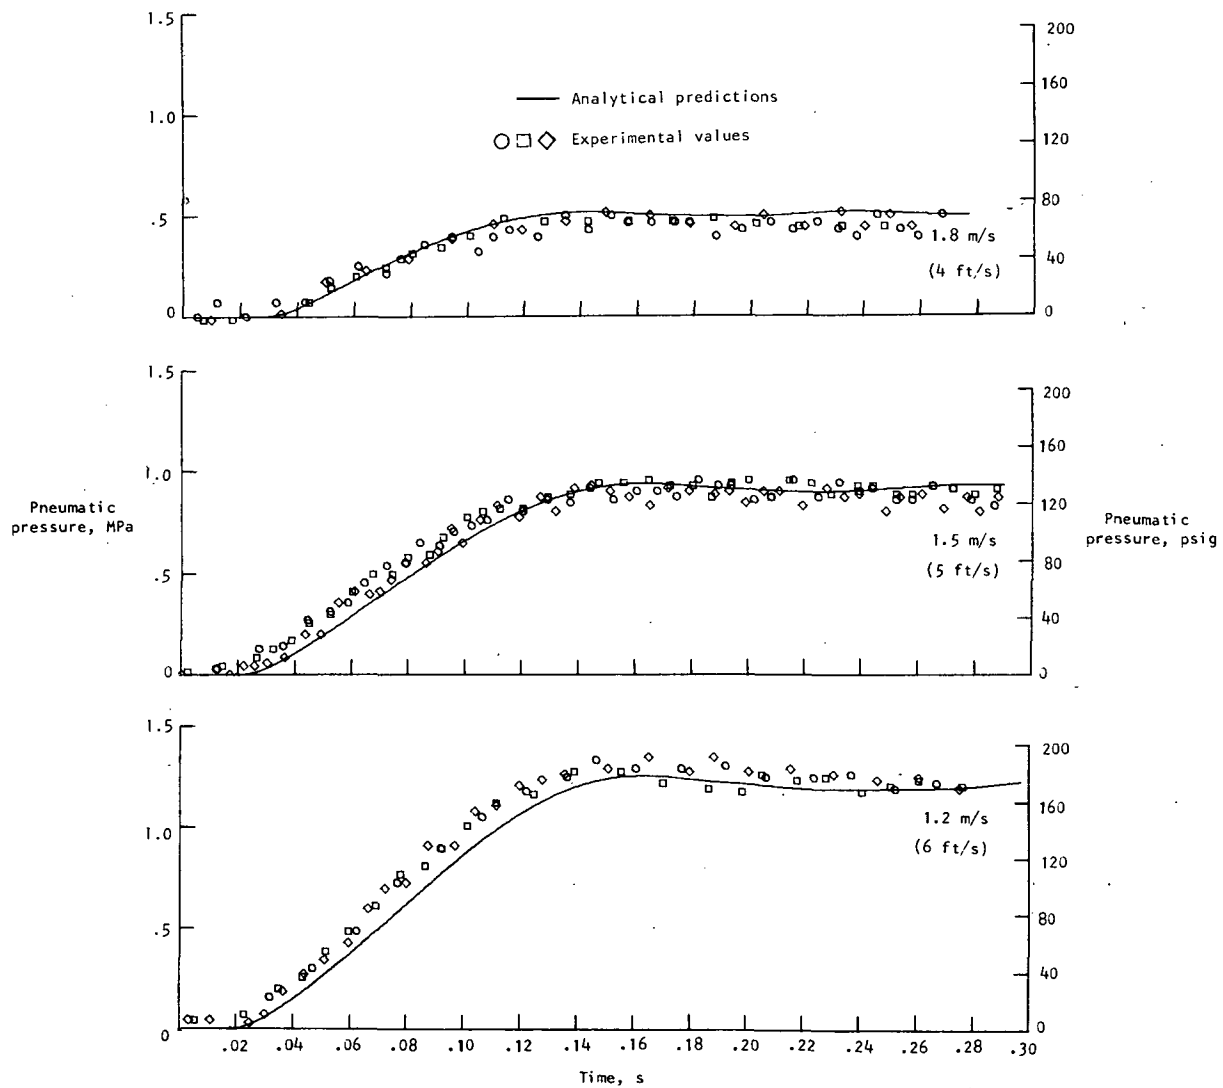 1.5
200
160
Analytical predictions
1.0
120
Experimental values
80
.5
1.8 m/s
40
(4 ft/s)
0
0
1.5
200
160
1.0
120
Pneumatic
pressure, MPa
Pneumatic
pressure, psig
1.5 m/s
80
(5 ft/s)
.5
40
0
0
1.5
200
160
1.2 m/s
1.0
(6 ft/s)
120
.5
80
40
0
0
.02 .04 .06 .08 .10 .12 .14 .16 .18 .20 .22 .24 .26 .28 .30
Time, s